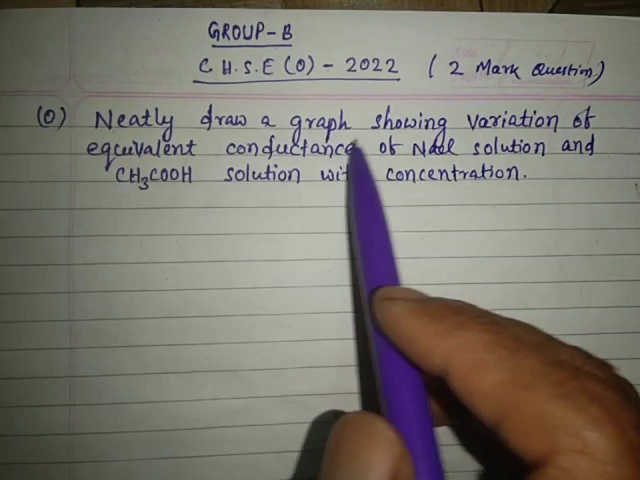 GROUP-B
C H.S.E (O) - 2022 ( 2 Mark Question)
(O) Neatly draw a graph showing variation of
equivalent conductance of NaCl solution and
CH3COOH solution with concentration.